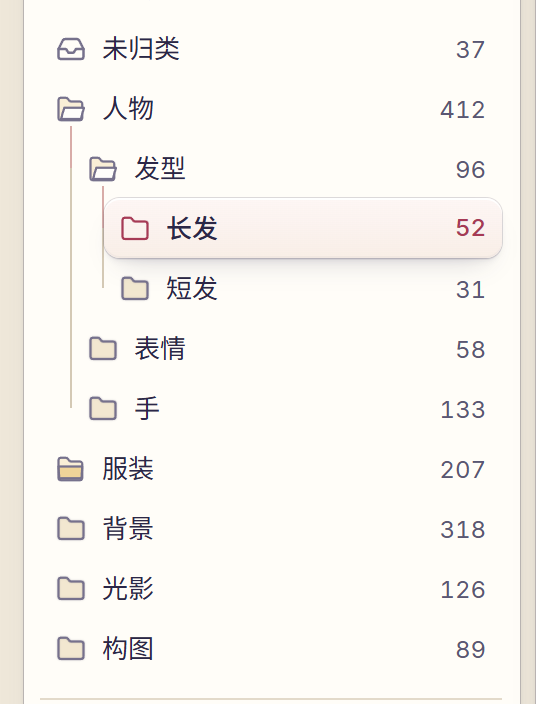 未归类 37
人物 412
发型 96
长发 52
短发 31
表情 58
手 133
服装 207
背景 318
光影 126
构图 89